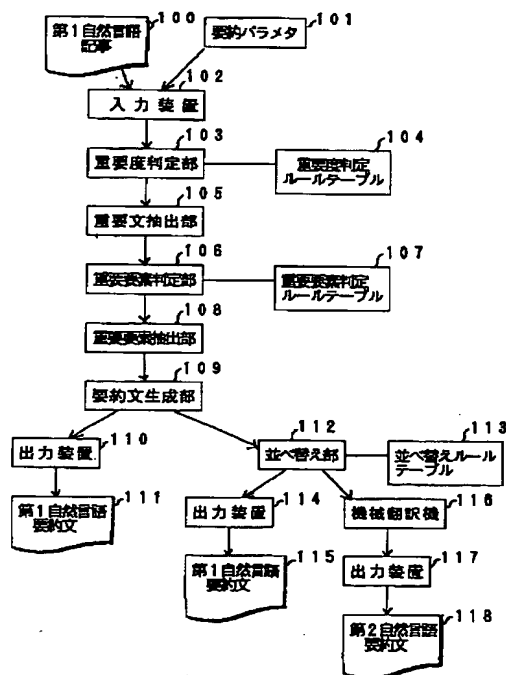 100
第1自然言語
記事
101
要約パラメタ
102
入力装置
103
重要度判定部
104
重要度判定
ルールテーブル
105
重要文抽出部
106
重要要素判定部
107
重要要素判定
ルールテーブル
108
重要要素抽出部
109
要約文生成部
110
出力装置
111
第1自然言語
要約文
112
並べ替え部
113
並べ替えルール
テーブル
114
出力装置
115
第1自然言語
要約文
116
機械翻訳機
117
出力装置
118
第2自然言語
要約文